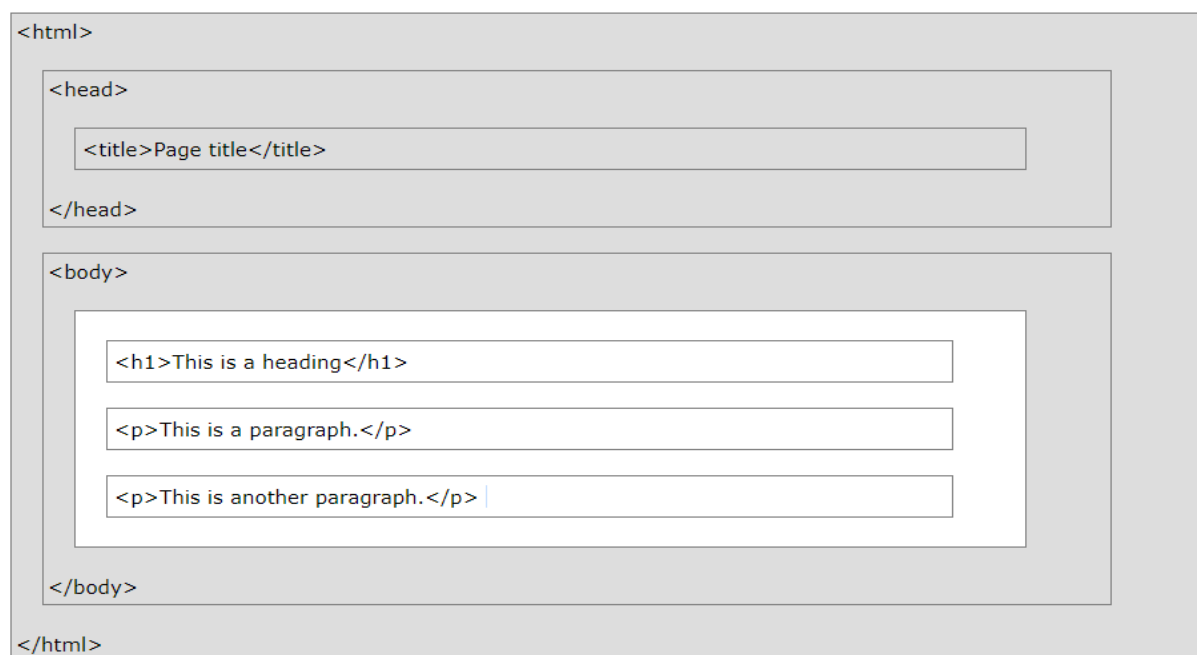 <html>
<head>
<title>Page title</title>
</head>
<body>
<h1>This is a heading</h1>
<p>This is a paragraph.</p>
<p>This is another paragraph.</p>
</body>
</html>